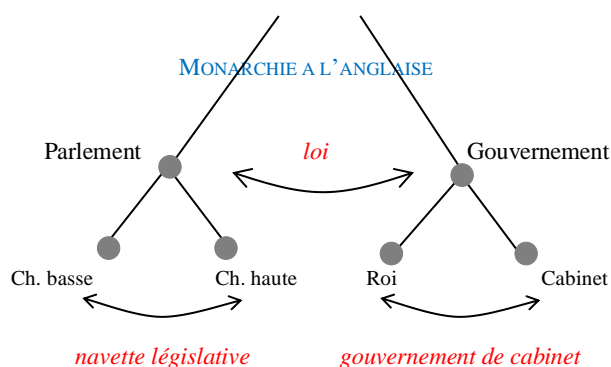 MONARCHIE A L'ANGLAISE
Parlement
loi
Gouvernement
Ch. basse
Ch. haute
Roi
Cabinet
navette législative
gouvernement de cabinet